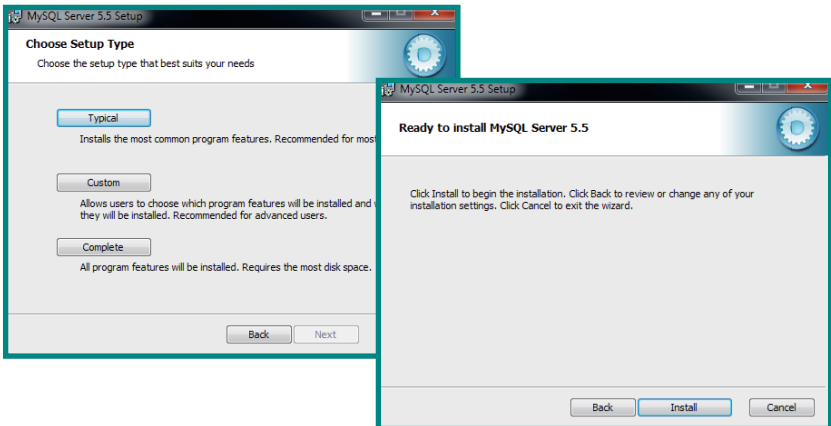 MySQL Server 5.5 Setup
Choose Setup Type
Choose the setup type that best suits your needs
Typical
Installs the most common program features. Recommended for most
Custom
Allows users to choose which program features will be installed and
they will be installed. Recommended for advanced users.
Complete
All program features will be installed. Requires the most disk space.
Back
Next
MySQL Server 5.5 Setup
Ready to install MySQL Server 5.5
Click Install to begin the installation. Click Back to review or change any of your
installation settings. Click Cancel to exit the wizard.
Back
Install
Cancel